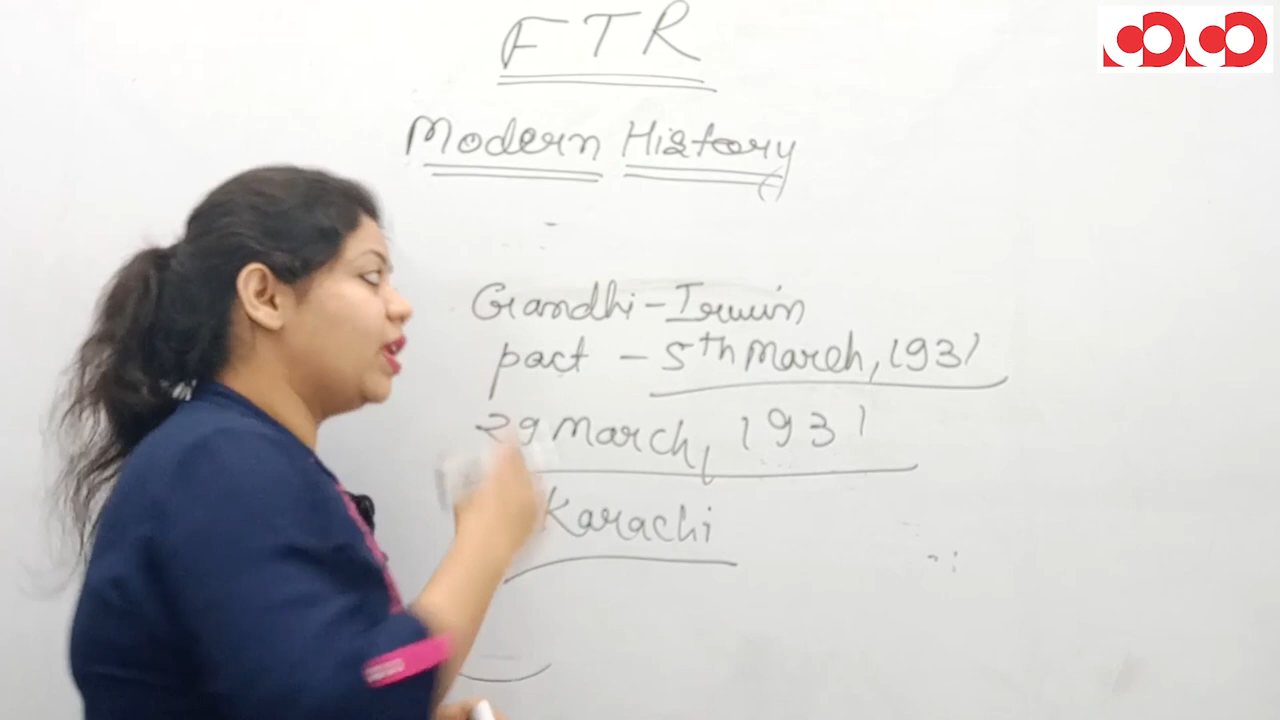 FTR
Modern History
Gandhi-Irwin
pact - 5th March, 1931
29 March, 1931
Karachi